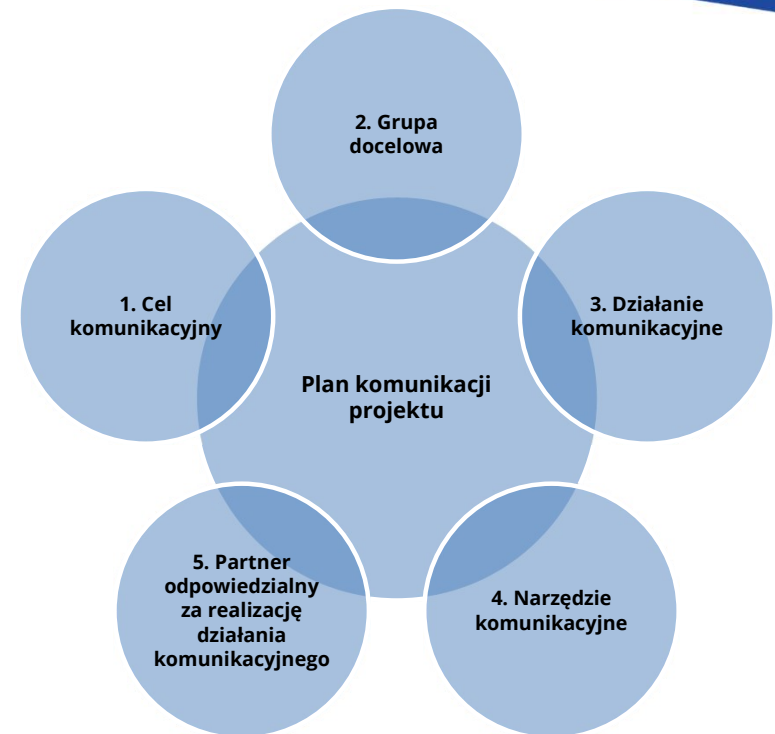 2. Grupa
docelowa
1. Cel
komunikacyjny
3. Działanie
komunikacyjne
Plan komunikacji
projektu
5. Partner
odpowiedzialny
za realizację
działania
komunikacyjnego
4. Narzędzie
komunikacyjne